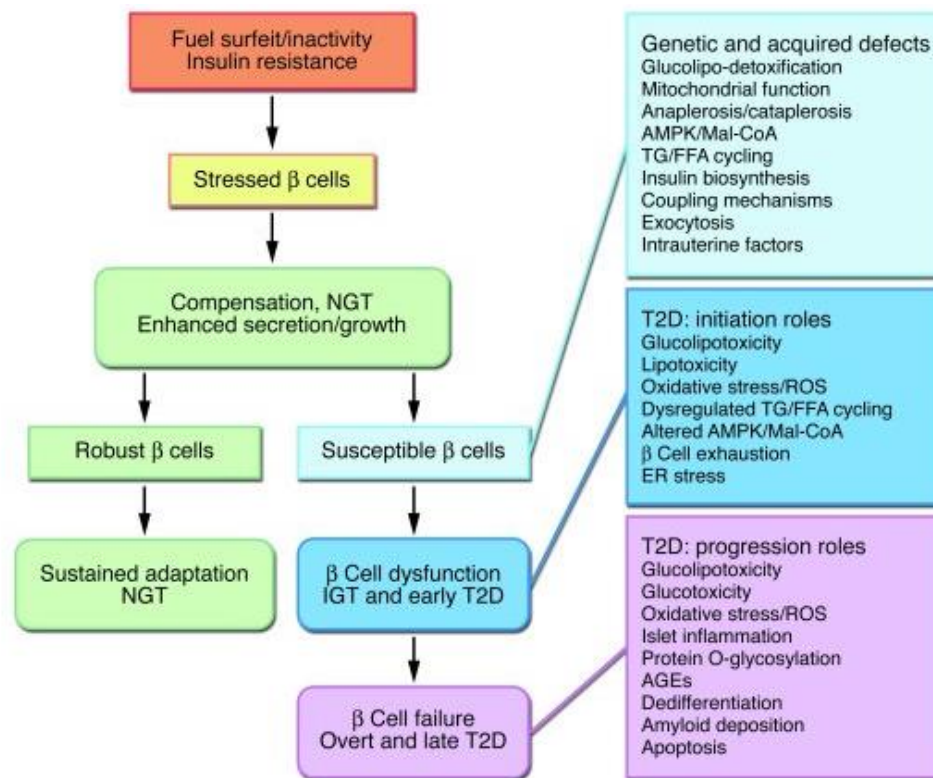 Fuel surfeit/inactivity
Insulin resistance
Stressed β cells
Compensation, NGT
Enhanced secretion/growth
Robust β cells
Susceptible β cells
Sustained adaptation
NGT
β Cell dysfunction
IGT and early T2D
β Cell failure
Overt and late T2D
Genetic and acquired defects
Glucolipo-detoxification
Mitochondrial function
Anaplerosis/cataplerosis
AMPK/Mal-CoA
TG/FFA cycling
Insulin biosynthesis
Coupling mechanisms
Exocytosis
Intrauterine factors
T2D: initiation roles
Glucolipotoxicity
Lipotoxicity
Oxidative stress/ROS
Dysregulated TG/FFA cycling
Altered AMPK/Mal-CoA
β Cell exhaustion
ER stress
T2D: progression roles
Glucolipotoxicity
Glucotoxicity
Oxidative stress/ROS
Islet inflammation
Protein O-glycosylation
AGEs
Dedifferentiation
Amyloid deposition
Apoptosis